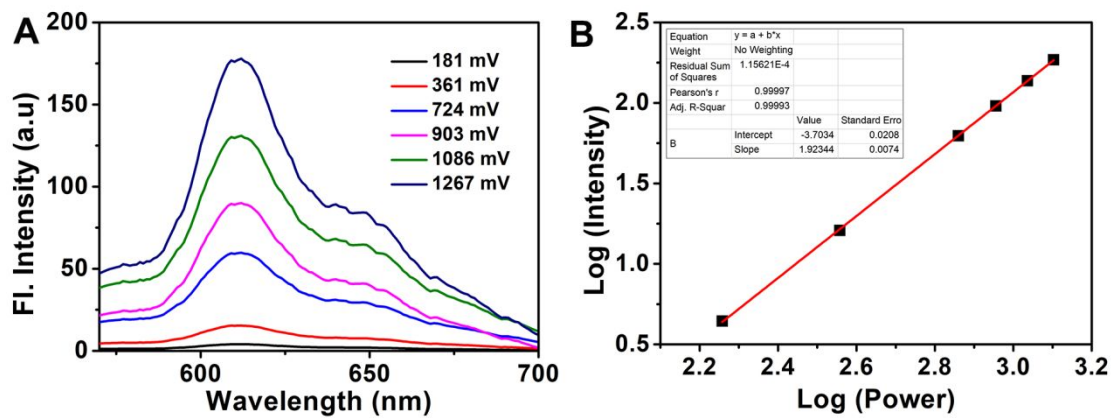 A
Fl. Intensity (a.u)
200
150
100
50
0
600
650
700
Wavelength (nm)
181 mV
361 mV
724 mV
903 mV
1086 mV
1267 mV
B
Log (Intensity)
2.5
2.0
1.5
1.0
0.5
2.2
2.4
2.6
2.8
3.0
3.2
Log (Power)
Equation y = a + b*x
Weight No Weighting
Residual Sum of Squares 1.15621E-4
Pearson's r 0.99997
Adj. R-Squar 0.99993
Value Standard Erro
B Intercept -3.7034 0.0208
Slope 1.92344 0.0074